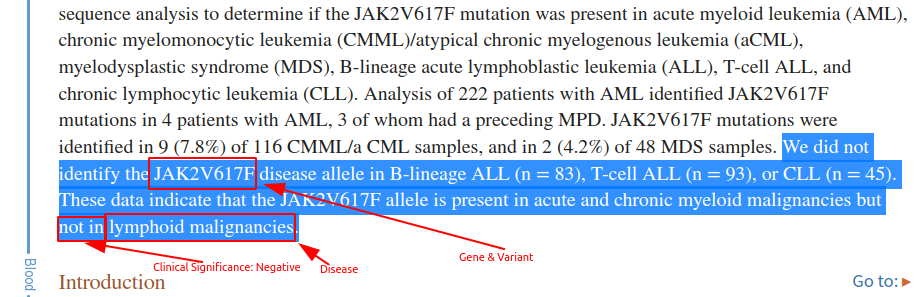 sequence analysis to determine if the JAK2V617F mutation was present in acute myeloid leukemia (AML),
chronic myelomonocytic leukemia (CMML)/atypical chronic myelogenous leukemia (aCML),
myelodysplastic syndrome (MDS), B-lineage acute lymphoblastic leukemia (ALL), T-cell ALL, and
chronic lymphocytic leukemia (CLL). Analysis of 222 patients with AML identified JAK2V617F
mutations in 4 patients with AML, 3 of whom had a preceding MPD. JAK2V617F mutations were
identified in 9 (7.8%) of 116 CMML/a CML samples, and in 2 (4.2%) of 48 MDS samples. We did not
identify the JAK2V617F disease allele in B-lineage ALL (n = 83), T-cell ALL (n = 93), or CLL (n = 45).
These data indicate that the JAK2V617F allele is present in acute and chronic myeloid malignancies but
not in lymphoid malignancies.
Gene & Variant
Clinical Significance: Negative
Disease
Blood
Introduction
Go to: